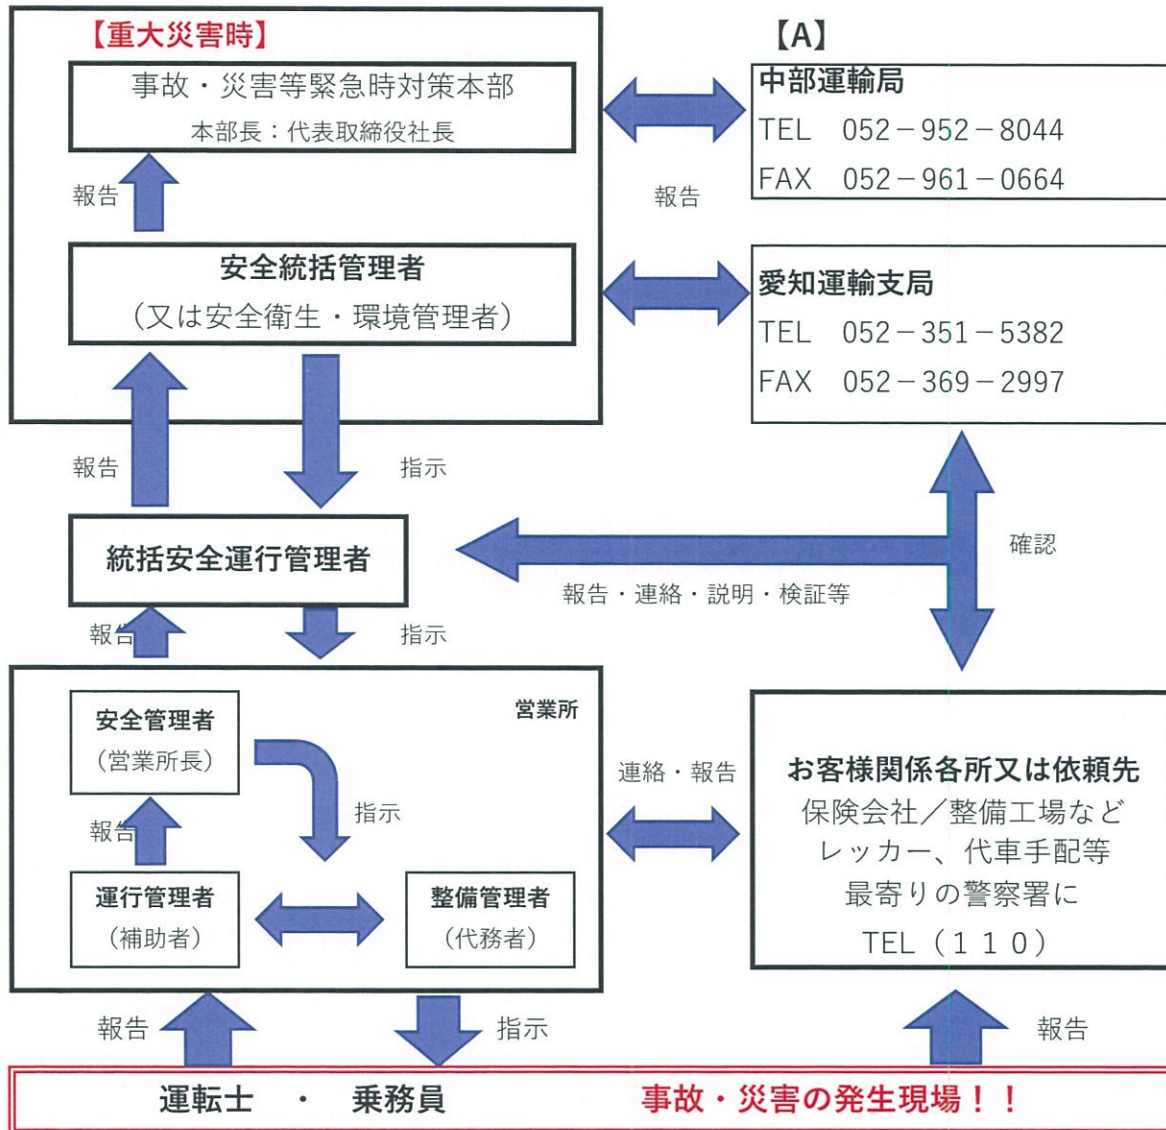 【重大災害時】
事故・災害等緊急時対策本部
本部長：代表取締役社長
報告
安全統括管理者
（又は安全衛生・環境管理者）
【A】
中部運輸局
TEL　052－952－8044
FAX　052－961－0664
報告
愛知運輸支局
TEL　052－351－5382
FAX　052－369－2997
報告
指示
統括安全運行管理者
報告・連絡・説明・検証等
確認
報告
指示
営業所
安全管理者
（営業所長）
報告
指示
運行管理者
（補助者）
整備管理者
（代務者）
連絡・報告
お客様関係各所又は依頼先
保険会社／整備工場など
レッカー、代車手配等
最寄りの警察署に
TEL（１１０）
報告
指示
報告
運転士　・　乗務員
事故・災害の発生現場！！